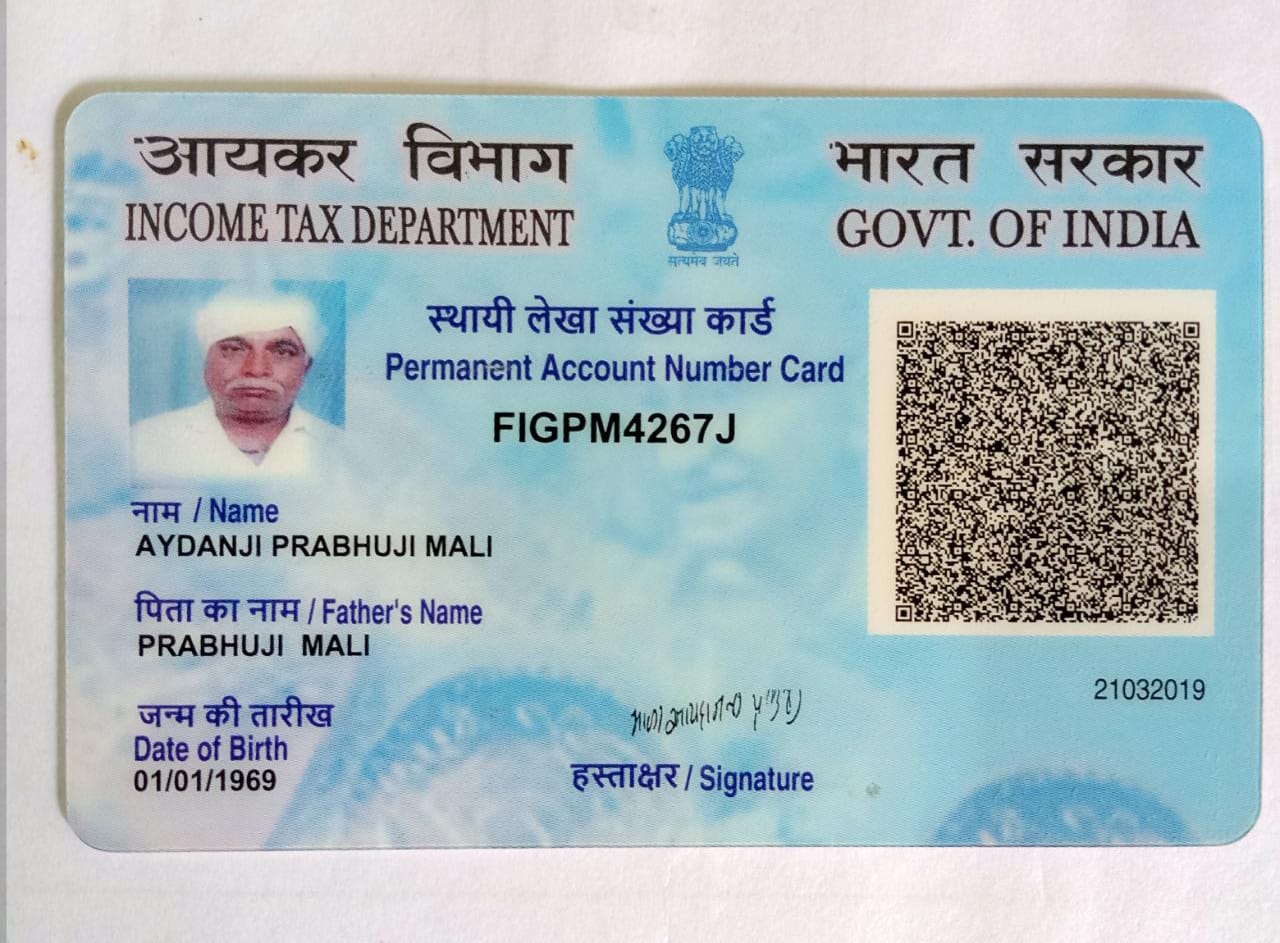 आयकर विभाग
INCOME TAX DEPARTMENT
सत्यमेव जयते
भारत सरकार
GOVT. OF INDIA
स्थायी लेखा संख्या कार्ड
Permanent Account Number Card
FIGPM4267J
नाम / Name
AYDANJI PRABHUJI MALI
पिता का नाम / Father's Name
PRABHUJI MALI
जन्म की तारीख
Date of Birth
01/01/1969
हस्ताक्षर / Signature
21032019